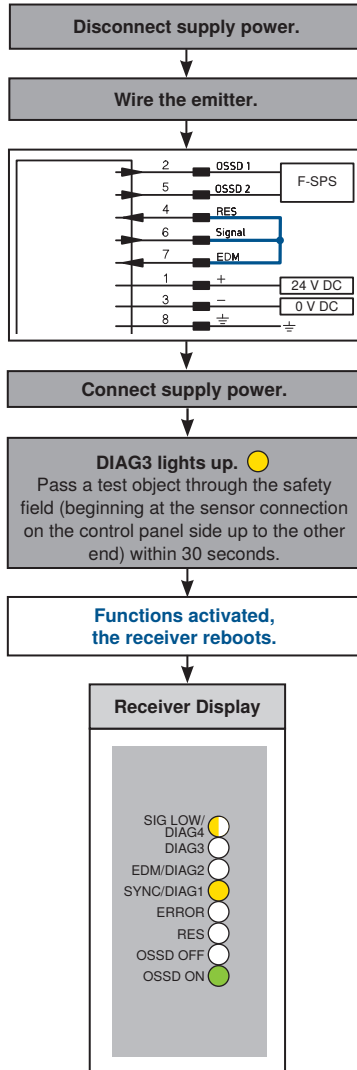 Disconnect supply power.
Wire the emitter.
2 OSSD 1
F-SPS
5 OSSD 2
4 RES
6 Signal
7 EDM
1 + 24 V DC
3 − 0 V DC
8
Connect supply power.
DIAG3 lights up.
Pass a test object through the safety
field (beginning at the sensor connection
on the control panel side up to the other
end) within 30 seconds.
Functions activated,
the receiver reboots.
Receiver Display
SIG LOW/
DIAG4
DIAG3
EDM/DIAG2
SYNC/DIAG1
ERROR
RES
OSSD OFF
OSSD ON